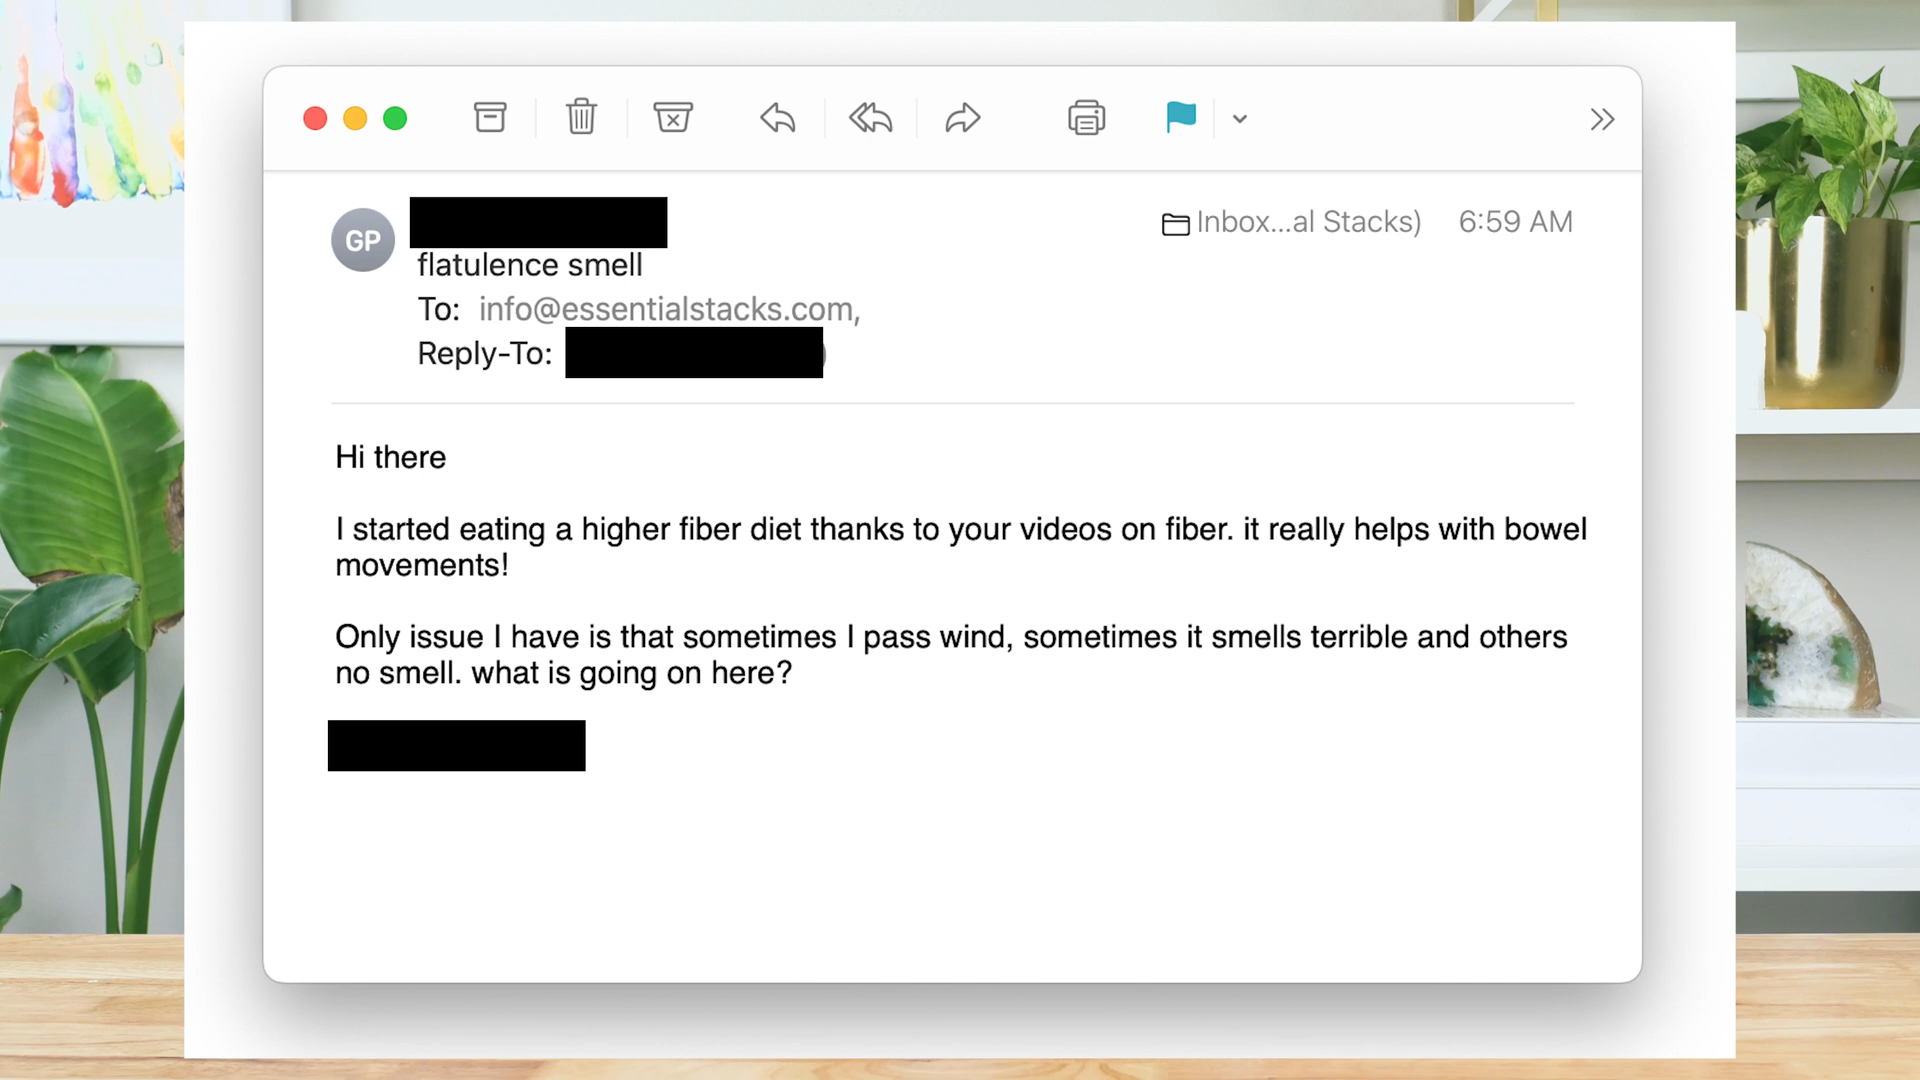 GP
flatulence smell
Inbox...al Stacks) 6:59 AM
To: info@essentialstacks.com,
Reply-To:
Hi there
I started eating a higher fiber diet thanks to your videos on fiber. it really helps with bowel
movements!
Only issue I have is that sometimes I pass wind, sometimes it smells terrible and others
no smell. what is going on here?